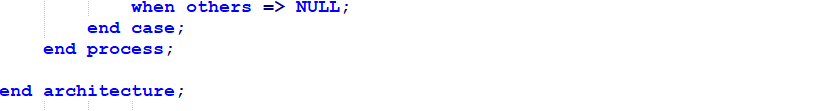 when others => NULL;
end case;
end process;
end architecture;